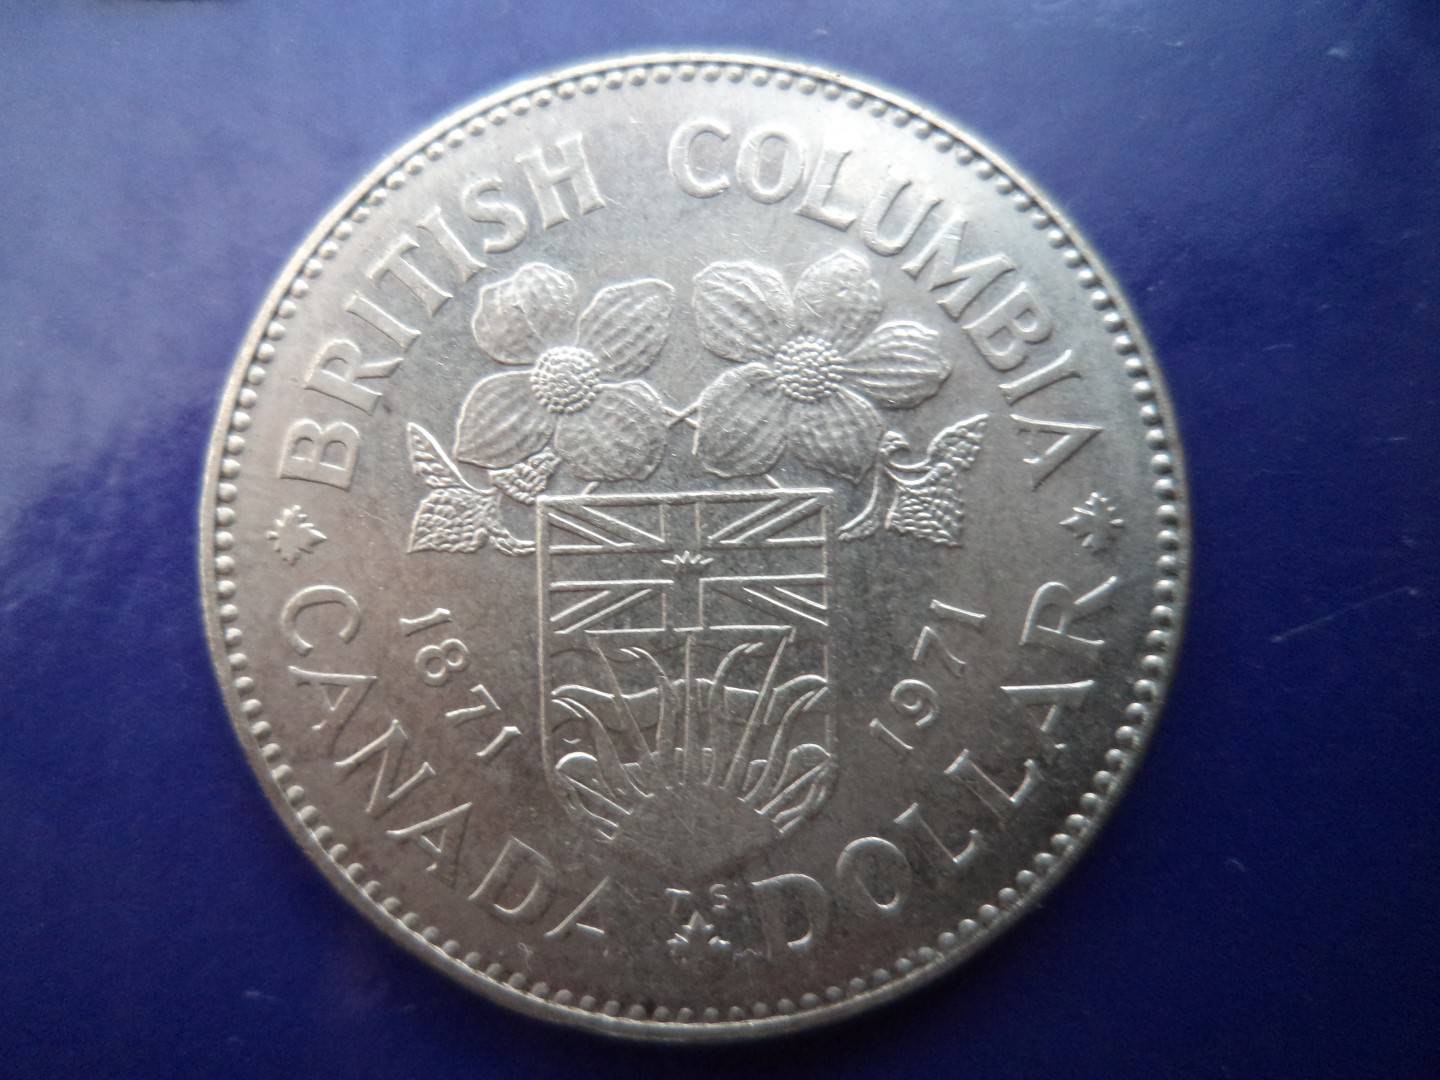 BRITISH COLUMBIA
1871 1971
T S
CANADA DOLLAR